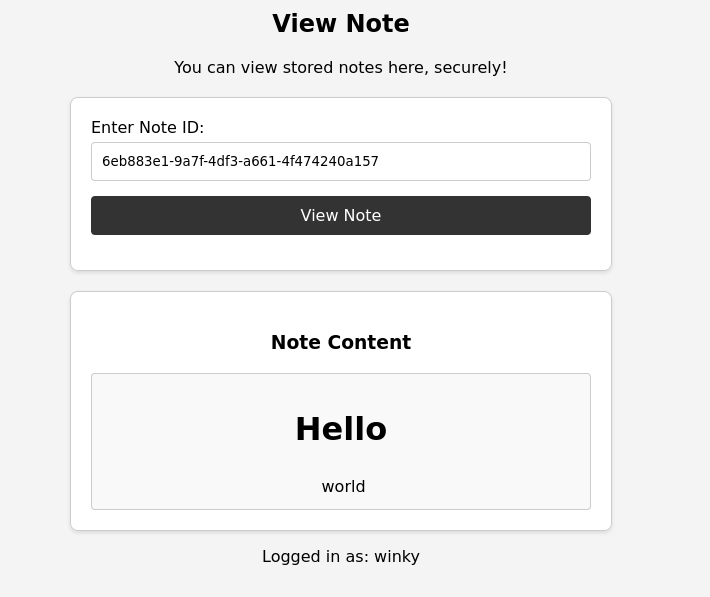 View Note
You can view stored notes here, securely!
Enter Note ID:
6eb883e1-9a7f-4df3-a661-4f474240a157
View Note
Note Content
Hello
world
Logged in as: winky